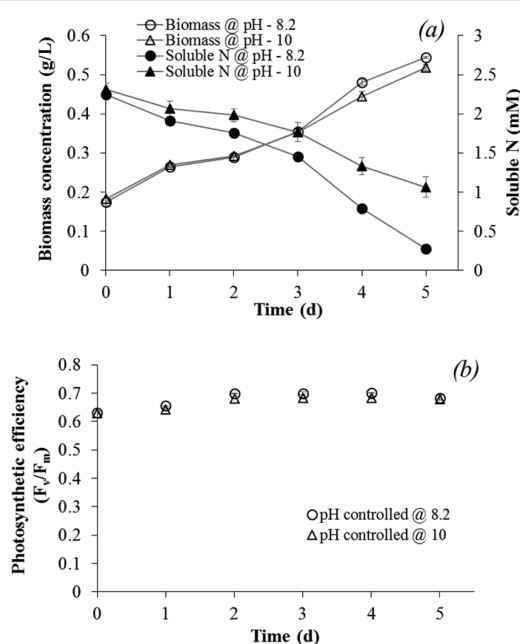 Biomass @ pH - 8.2
Biomass @ pH - 10
Soluble N @ pH - 8.2
Soluble N @ pH - 10
(a)
0.6
0.5
0.4
0.3
0.2
0.1
0
Biomass concentration (g/L)
3
2.5
2
1.5
1
0.5
0
Soluble N (mM)
0 1 2 3 4 5
Time (d)
(b)
0.8
0.7
0.6
0.5
0.4
0.3
0.2
0.1
0
Photosynthetic efficiency
(Fv/Fm)
pH controlled @ 8.2
pH controlled @ 10
0 1 2 3 4 5
Time (d)